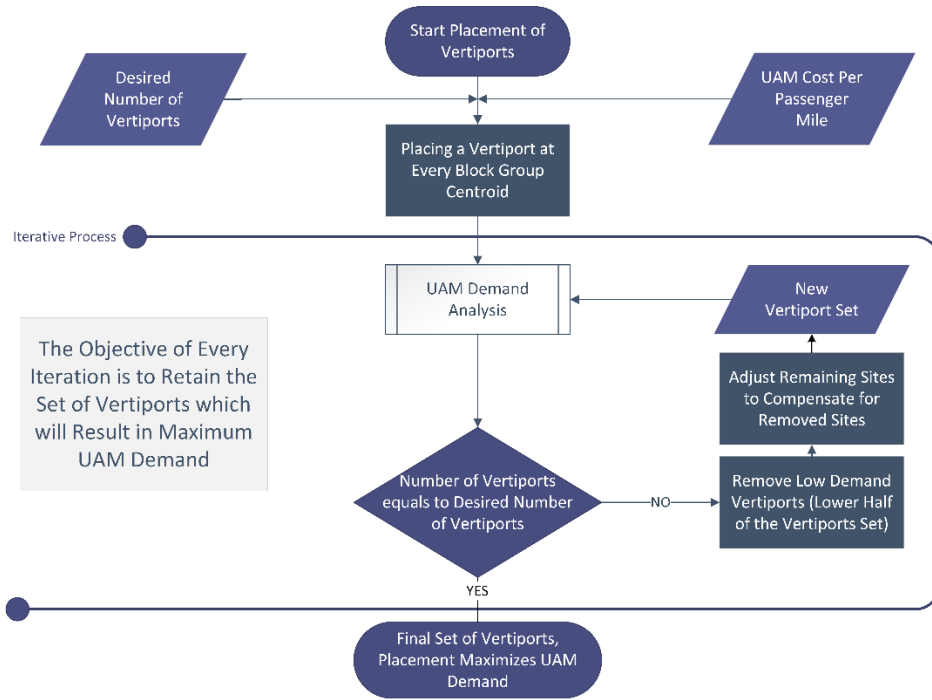 Start Placement of
Vertiports
Desired
Number of
Vertiports
UAM Cost Per
Passenger
Mile
Placing a Vertiport at
Every Block Group
Centroid
Iterative Process
UAM Demand
Analysis
New
Vertiport Set
The Objective of Every
Iteration is to Retain the
Set of Vertiports which
will Result in Maximum
UAM Demand
Adjust Remaining Sites
to Compensate for
Removed Sites
Number of Vertiports
equals to Desired Number
of Vertiports
NO
Remove Low Demand
Vertiports (Lower Half
of the Vertiports Set)
YES
Final Set of Vertiports,
Placement Maximizes UAM
Demand